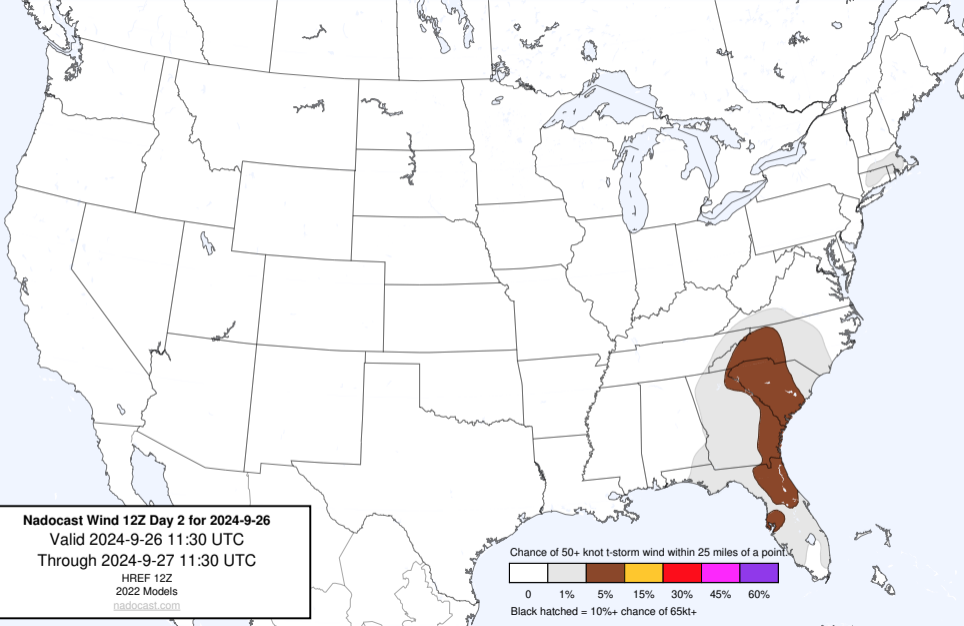 Nadocast Wind 12Z Day 2 for 2024-9-26
Valid 2024-9-26 11:30 UTC
Through 2024-9-27 11:30 UTC
HREF 12Z
2022 Models
nadocast.com
Chance of 50+ knot t-storm wind within 25 miles of a point.
0 1% 5% 15% 30% 45% 60%
Black hatched = 10%+ chance of 65kt+